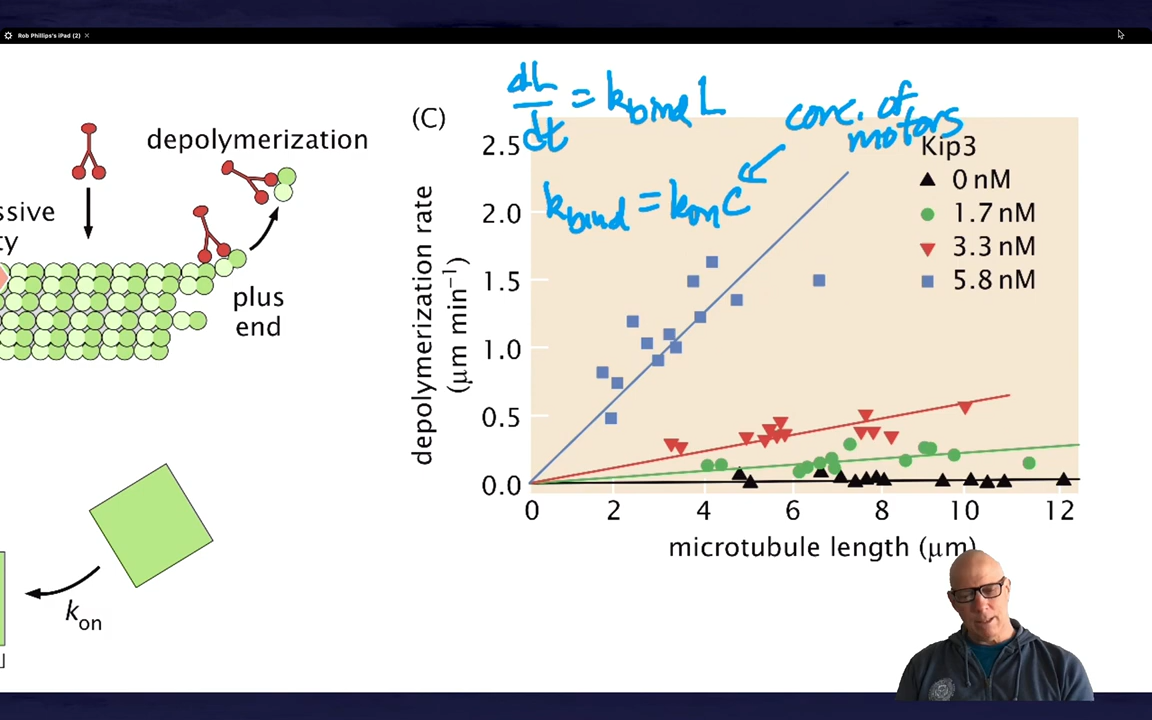 Rob Phillips's iPad (2) ×
depolymerization
ssive
ty
plus
end
kon
(C)
dL/dt = kbind L
conc. of
motors
kbind = kon c
Kip3
0 nM
1.7 nM
3.3 nM
5.8 nM
depolymerization rate
(μm min⁻¹)
2.5
2.0
1.5
1.0
0.5
0.0
0 2 4 6 8 10 12
microtubule length (μm)